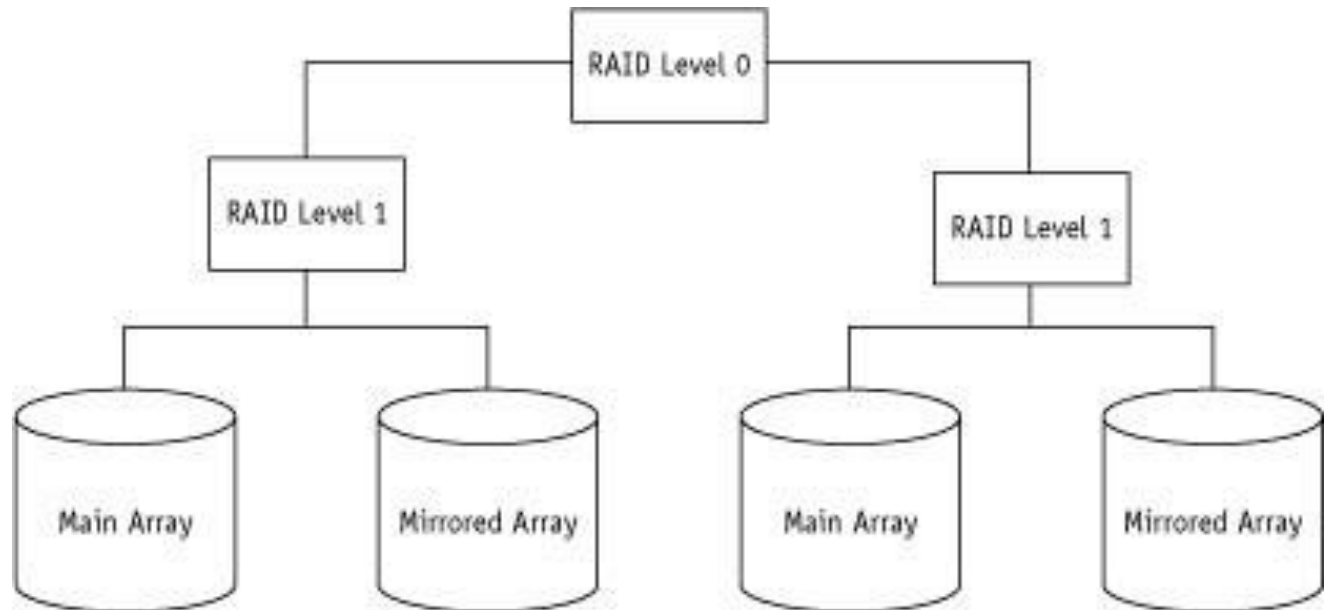 RAID Level 0
RAID Level 1
RAID Level 1
Main Array
Mirrored Array
Main Array
Mirrored Array